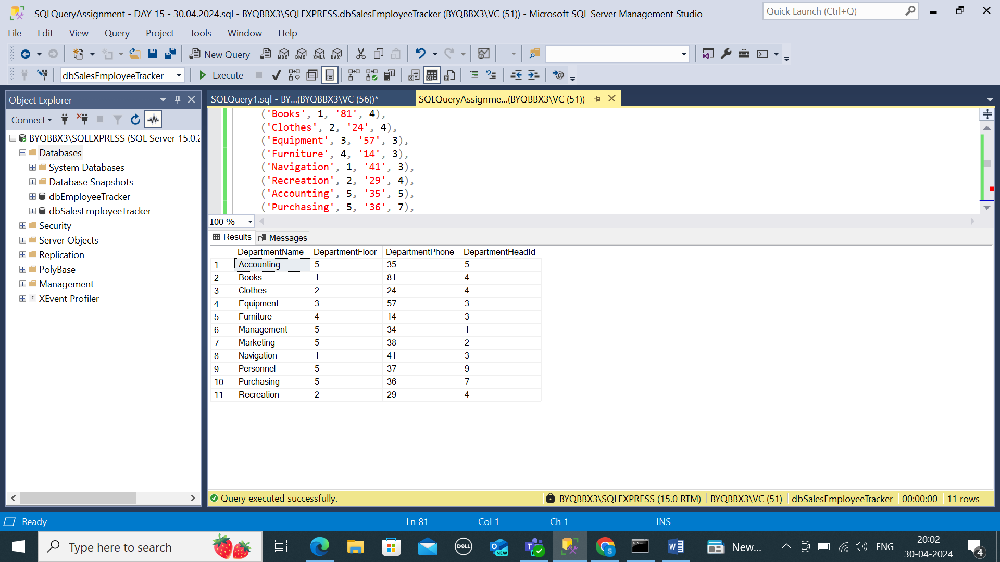 SQLQueryAssignment - DAY 15 - 30.04.2024.sql - BYQBBX3\SQLEXPRESS.dbSalesEmployeeTracker (BYQBBX3\VC (51)) - Microsoft SQL Server Management Studio
Quick Launch (Ctrl+Q)
File Edit View Query Project Tools Window Help
New Query MDX DMX XMLA DAX
dbSalesEmployeeTracker Execute
Object Explorer
Connect
BYQBBX3\SQLEXPRESS (SQL Server 15.0.2
Databases
System Databases
Database Snapshots
dbEmployeeTracker
dbSalesEmployeeTracker
Security
Server Objects
Replication
PolyBase
Management
XEvent Profiler
SQLQuery1.sql - BY...(BYQBBX3\VC (56))* SQLQueryAssignme...(BYQBBX3\VC (51))
('Books', 1, '81', 4),
('Clothes', 2, '24', 4),
('Equipment', 3, '57', 3),
('Furniture', 4, '14', 3),
('Navigation', 1, '41', 3),
('Recreation', 2, '29', 4),
('Accounting', 5, '35', 5),
('Purchasing', 5, '36', 7),
100 %
Results Messages
DepartmentName DepartmentFloor DepartmentPhone DepartmentHeadId
1 Accounting 5 35 5
2 Books 1 81 4
3 Clothes 2 24 4
4 Equipment 3 57 3
5 Furniture 4 14 3
6 Management 5 34 1
7 Marketing 5 38 2
8 Navigation 1 41 3
9 Personnel 5 37 9
10 Purchasing 5 36 7
11 Recreation 2 29 4
Query executed successfully. BYQBBX3\SQLEXPRESS (15.0 RTM) BYQBBX3\VC (51) dbSalesEmployeeTracker 00:00:00 11 rows
Ready Ln 81 Col 1 Ch 1 INS
Type here to search DELL NEW New... ENG 20:02
30-04-2024 4